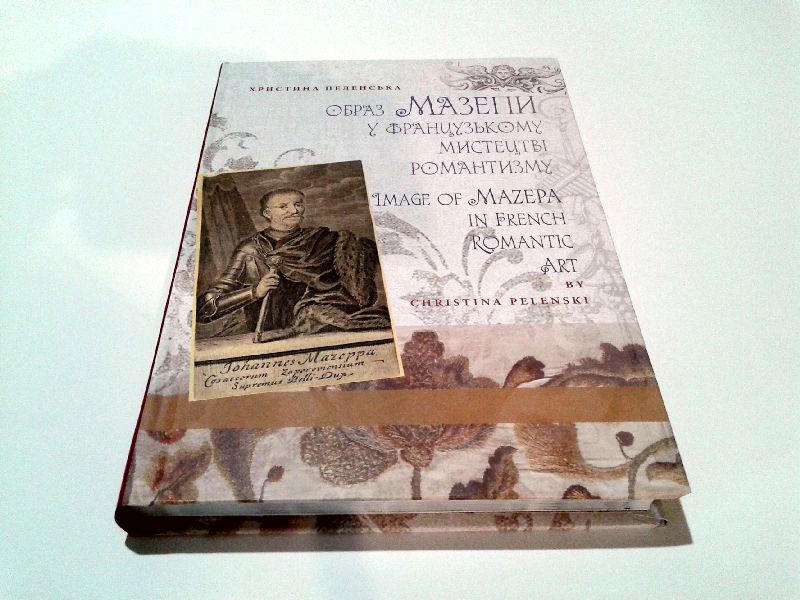 ХРИСТИНА ПЕЛЕНСЬКА
ОБРАЗ МАЗЕПИ
У ФРАНЦУЗЬКОМУ
МИСТЕЦТВІ
РОМАНТИЗМУ
IMAGE OF MAZEPA
IN FRENCH
ROMANTIC
ART
BY
CHRISTINA PELENSKI
Johannes Mazeppa
Cosaccorum Zaporoviensium
Supremus Belli-Dux